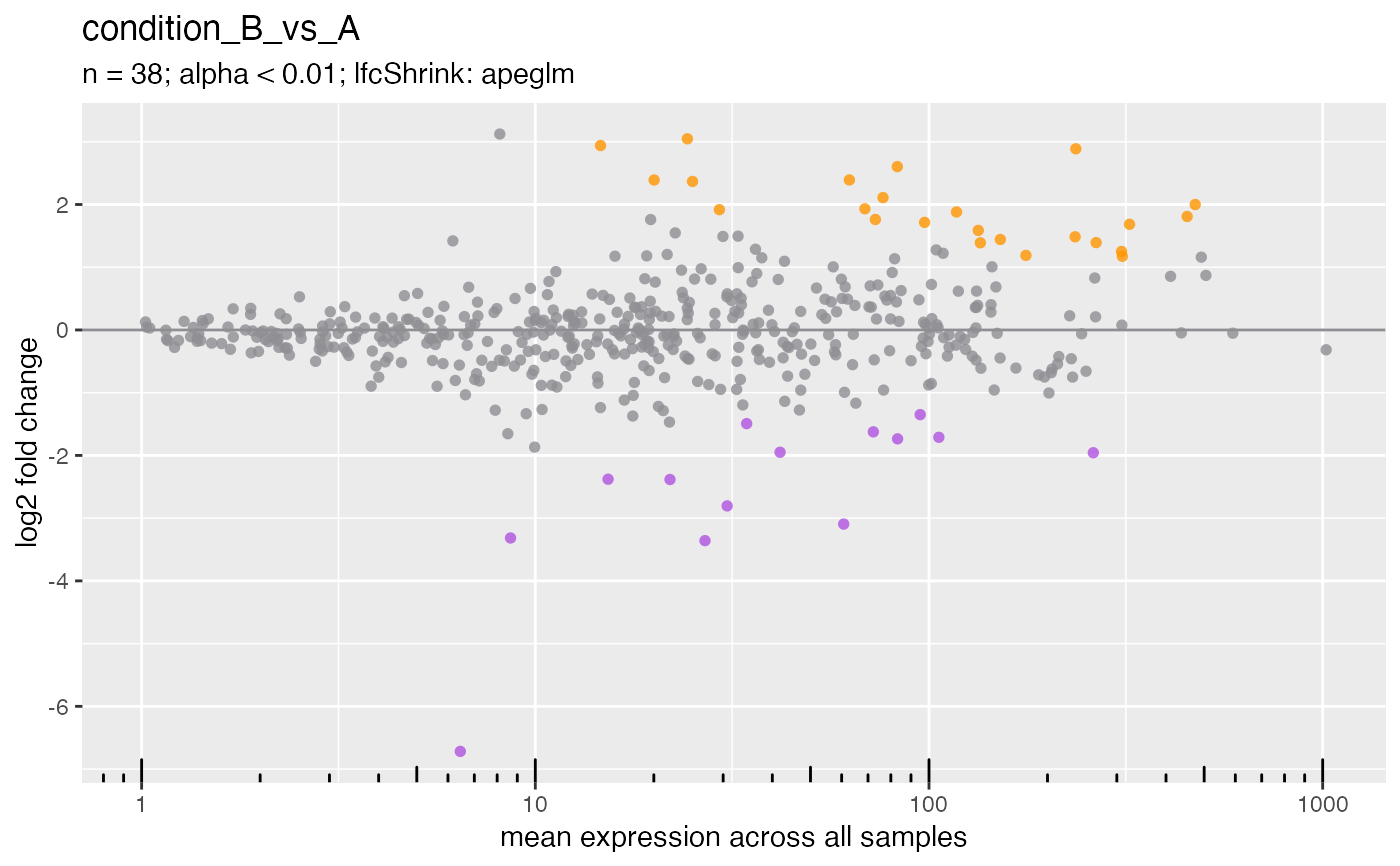 condition_B_vs_A
n = 38; alpha < 0.01; lfcShrink: apeglm
log2 fold change
2
0
-2
-4
-6
1
10
100
1000
mean expression across all samples